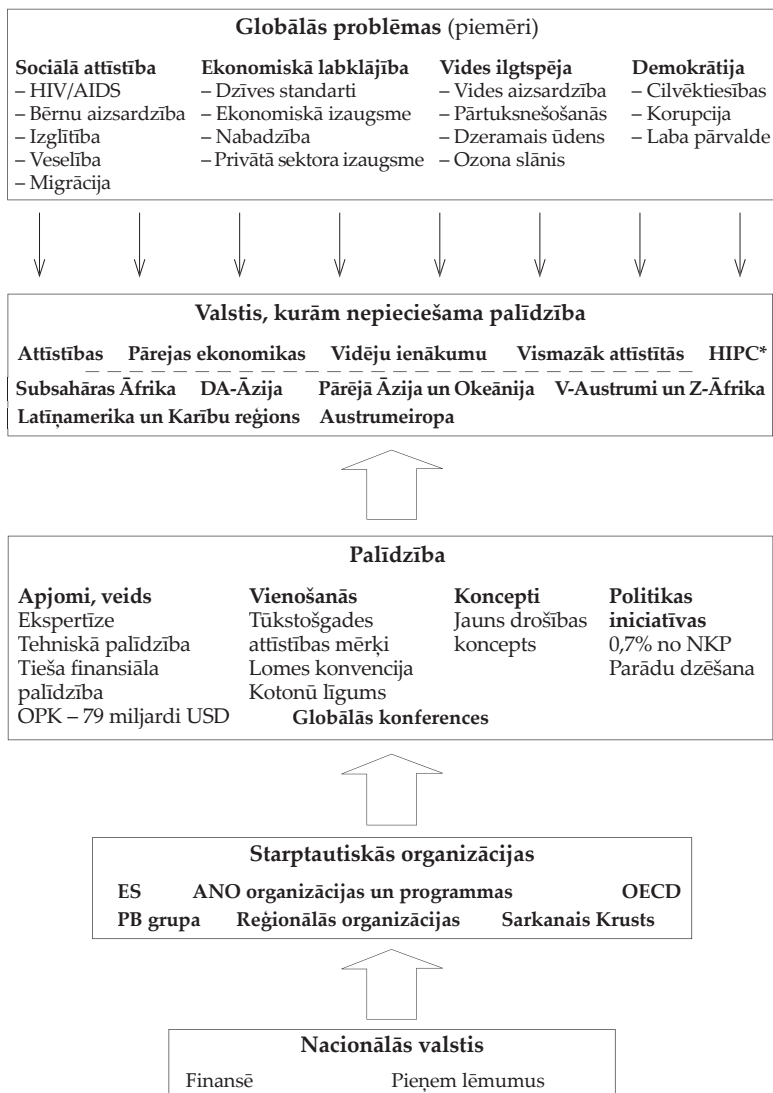 Globālās problēmas (piemēri)
Sociālā attīstība
– HIV/AIDS
– Bērnu aizsardzība
– Izglītība
– Veselība
– Migrācija
Ekonomiskā labklājība
– Dzīves standarti
– Ekonomiskā izaugsme
– Nabadzība
– Privātā sektora izaugsme
Vides ilgtspēja
– Vides aizsardzība
– Pārtuksnešošanās
– Dzeramais ūdens
– Ozona slānis
Demokrātija
– Cilvēktiesības
– Korupcija
– Laba pārvalde
Valstis, kurām nepieciešama palīdzība
Attīstības Pārejas ekonomikas Vidēju ienākumu Vismazāk attīstītās HIPC*
Subsahāras Āfrika DA-Āzija Pārējā Āzija un Okeānija V-Austrumi un Z-Āfrika
Latīņamerika un Karību reģions Austrumeiropa
Palīdzība
Apjomi, veids
Ekspertīze
Tehniskā palīdzība
Tieša finansiāla
palīdzība
OPK – 79 miljardi USD
Vienošanās
Tūkstošgades
attīstības mērķi
Lomes konvencija
Kotonū līgums
Koncepti
Jauns drošības
koncepts
Politikas
iniciatīvas
0,7% no NKP
Parādu dzēšana
Globālās konferences
Starptautiskās organizācijas
ES ANO organizācijas un programmas OECD
PB grupa Reģionālās organizācijas Sarkanais Krusts
Nacionālās valstis
Finansē Pieņem lēmumus